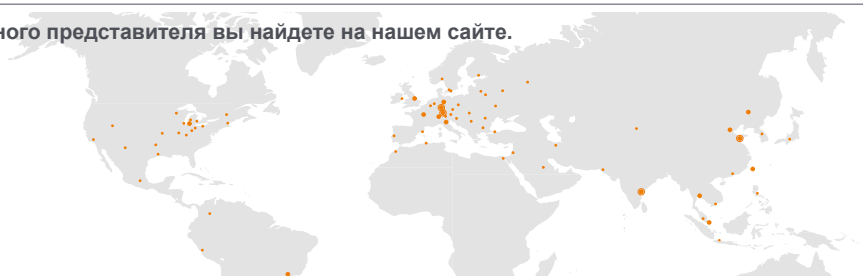 ного представителя вы найдете на нашем сайте.